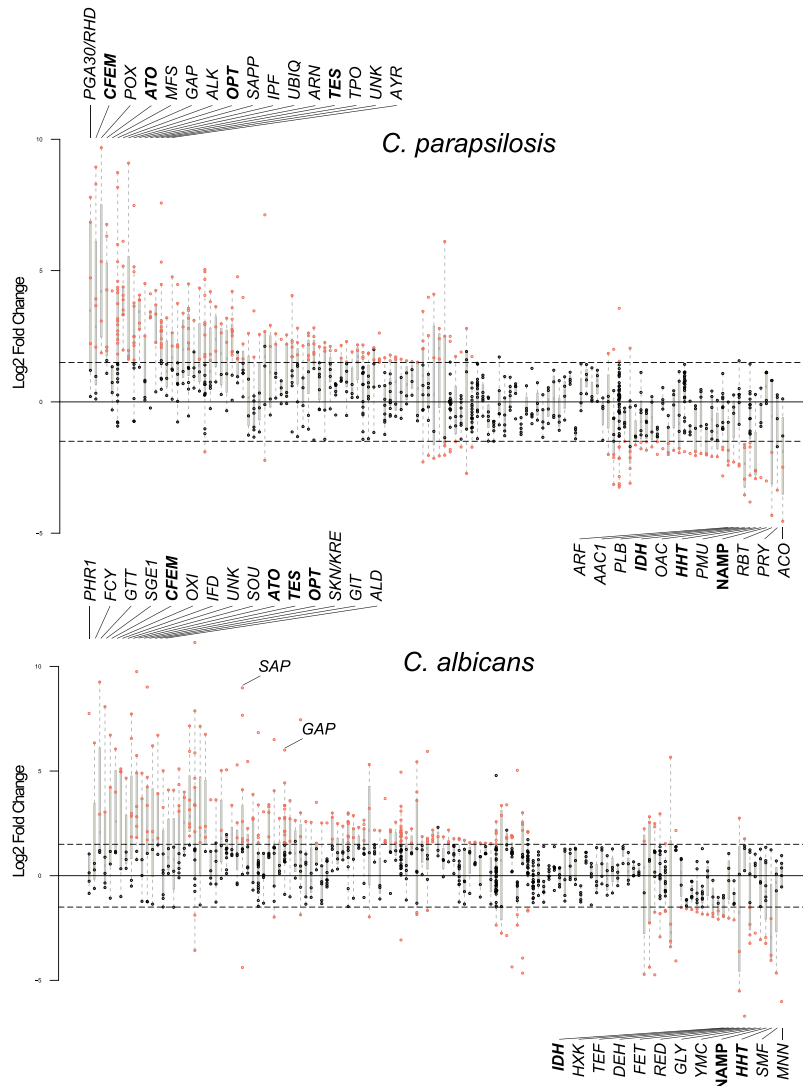 PGA30/RHD
CFEM
POX
ATO
MFS
GAP
ALK
OPT
SAPP
IPF
UBIQ
ARN
TES
TPO
UNK
AYR
C. parapsilosis
10
5
0
-5
Log2 Fold Change
ARF
AAC1
PLB
IDH
OAC
HHT
PMU
NAMP
RBT
PRY
ACO
PHR1
FCY
GTT
SGE1
CFEM
OXI
IFD
UNK
SOU
ATO
TES
OPT
SKN/KRE
GIT
ALD
C. albicans
SAP
GAP
10
5
0
-5
Log2 Fold Change
IDH
HXK
TEF
DEH
FET
RED
GLY
YMC
NAMP
HHT
SMF
MNN